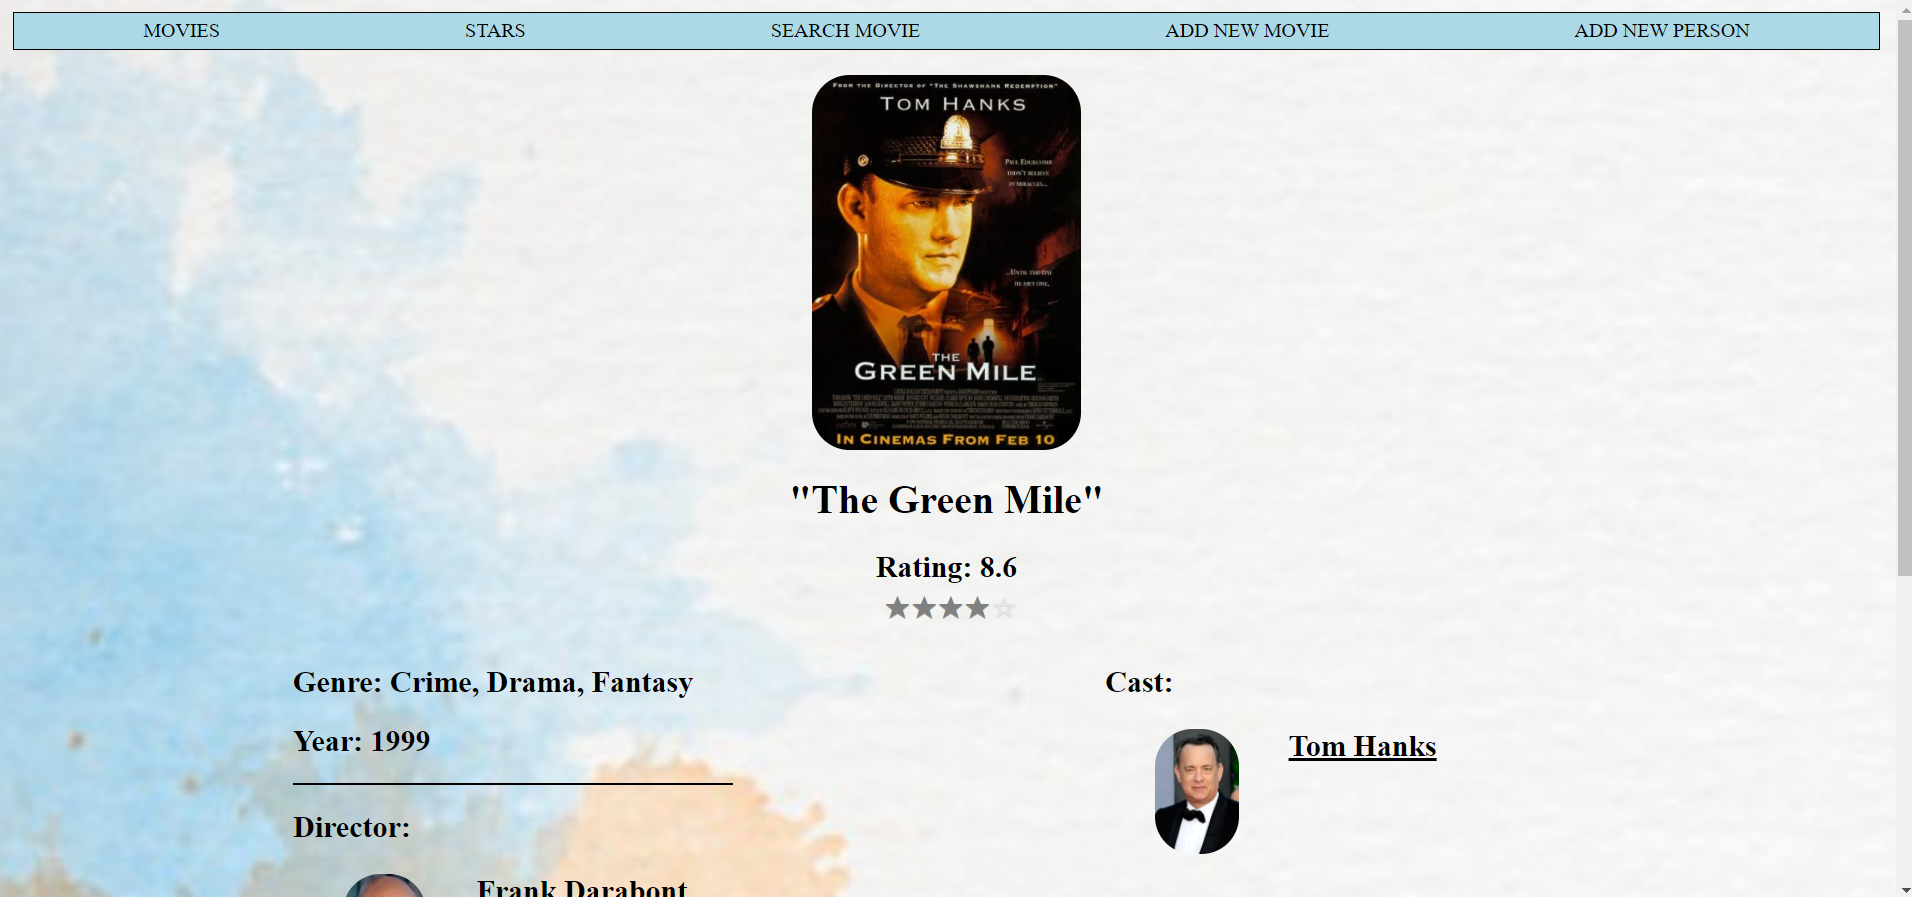 MOVIES STARS SEARCH MOVIE ADD NEW MOVIE ADD NEW PERSON
FROM THE DIRECTOR OF "THE SHAWSHANK REDEMPTION"
TOM HANKS
PAUL EDGECOMB
DIDN'T BELIEVE
IN MIRACLES...
...UNTIL THE DAY
HE MET ONE.
THE
GREEN MILE
IN CINEMAS FROM FEB 10
"The Green Mile"
Rating: 8.6
Genre: Crime, Drama, Fantasy
Year: 1999
Director:
Frank Darabont
Cast:
Tom Hanks